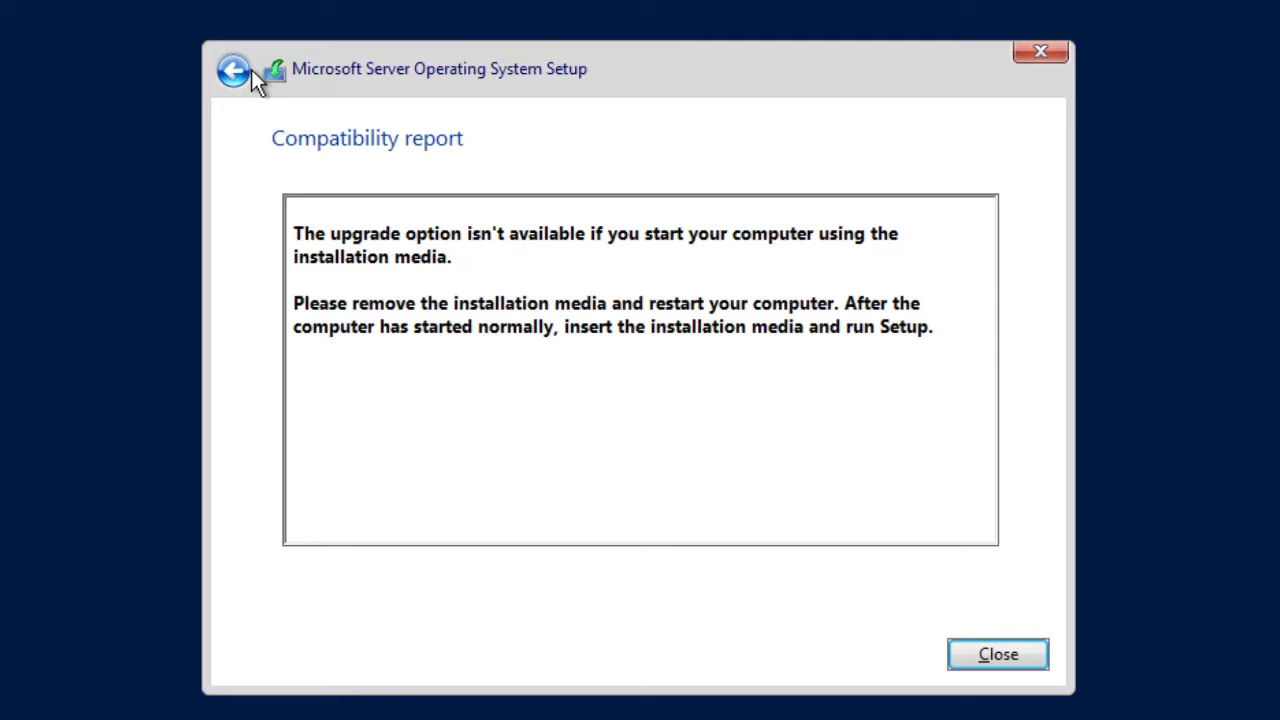 Microsoft Server Operating System Setup
Compatibility report
The upgrade option isn't available if you start your computer using the
installation media.
Please remove the installation media and restart your computer. After the
computer has started normally, insert the installation media and run Setup.
Close